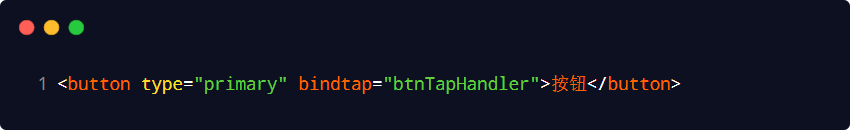 1 <button type="primary" bindtap="btnTapHandler">按钮</button>